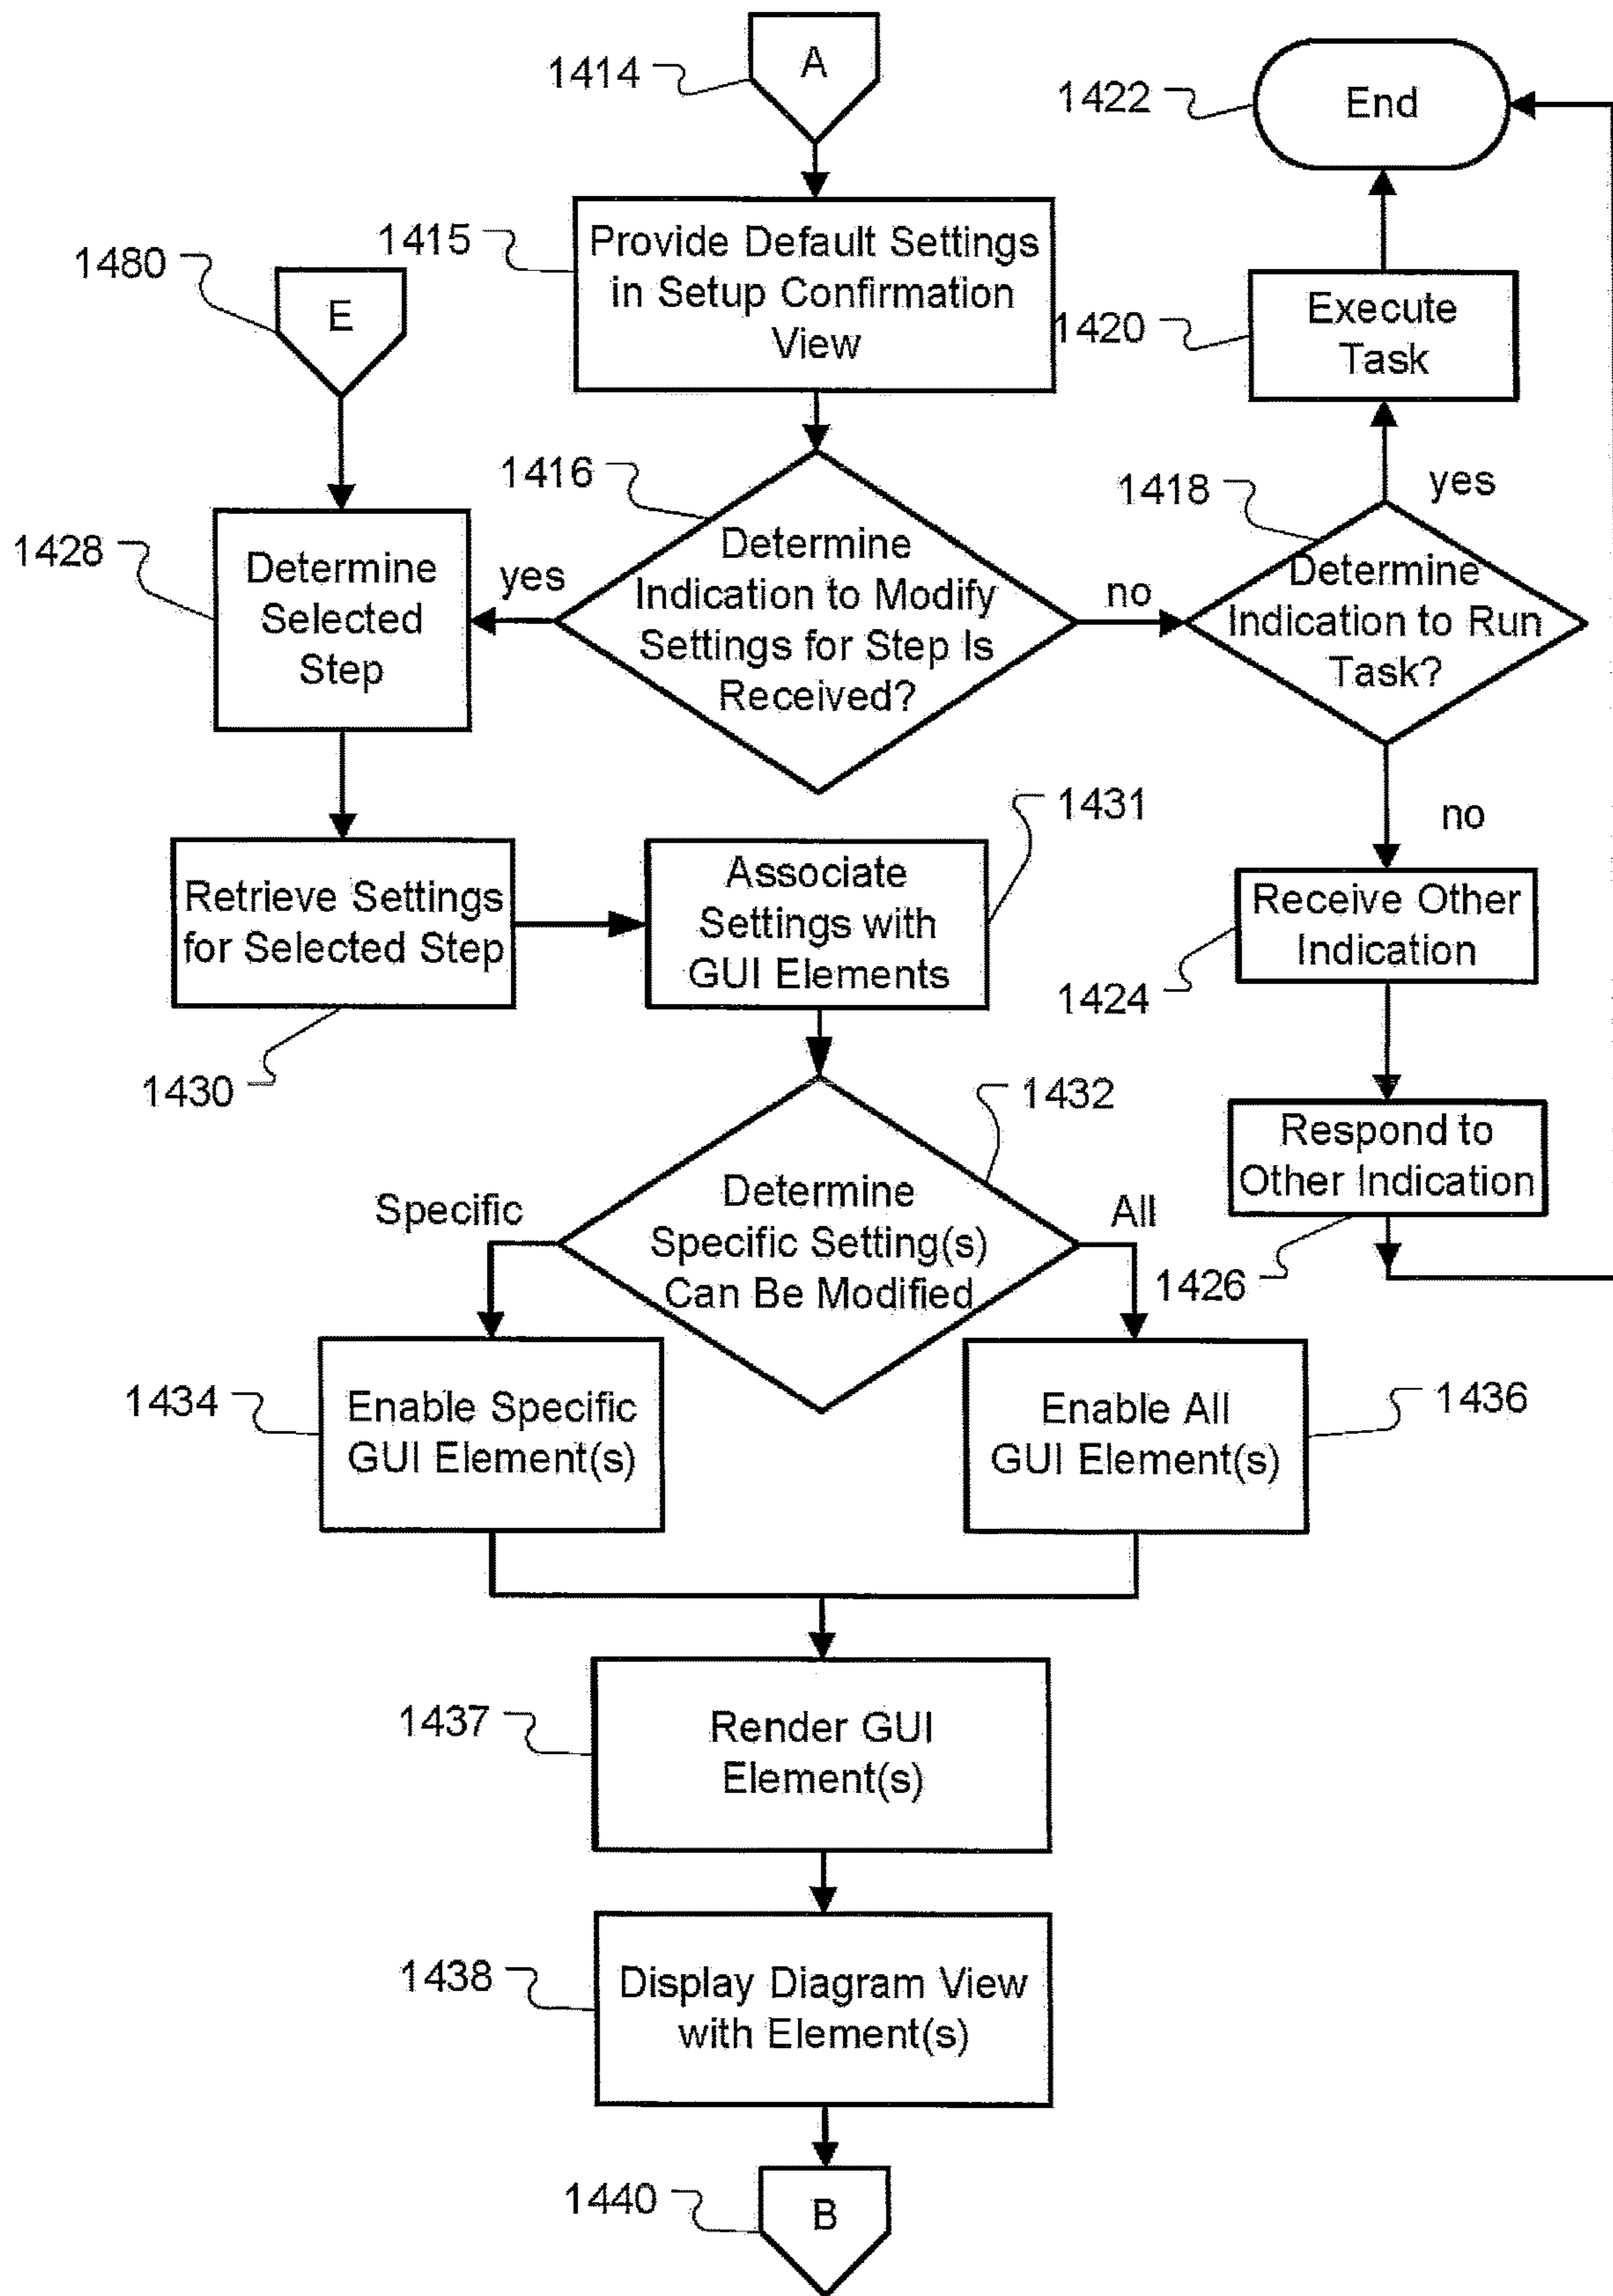 A
1414
End
1422
1415
Provide Default Settings
in Setup Confirmation
View
1480
E
1420
Execute
Task
1416
Determine
Indication to Modify
Settings for Step Is
Received?
yes
no
1418
yes
Determine
Indication to Run
Task?
no
1428
Determine
Selected
Step
Retrieve Settings
for Selected Step
1430
Associate
Settings with
GUI Elements
1431
Receive Other
Indication
1424
1432
Determine
Specific Setting(s)
Can Be Modified
Specific
All
Respond to
Other Indication
1426
1434
Enable Specific
GUI Element(s)
Enable All
GUI Element(s)
1436
1437
Render GUI
Element(s)
1438
Display Diagram View
with Element(s)
1440
B